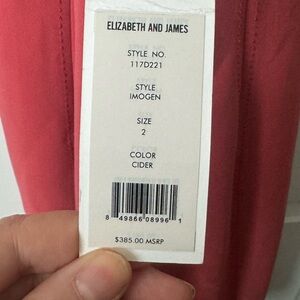 ELIZABETH AND JAMES
STYLE NO.
117D221
STYLE
IMOGEN
SIZE
2
COLOR
CIDER
8 49866 08996 1
$385.00 MSRP